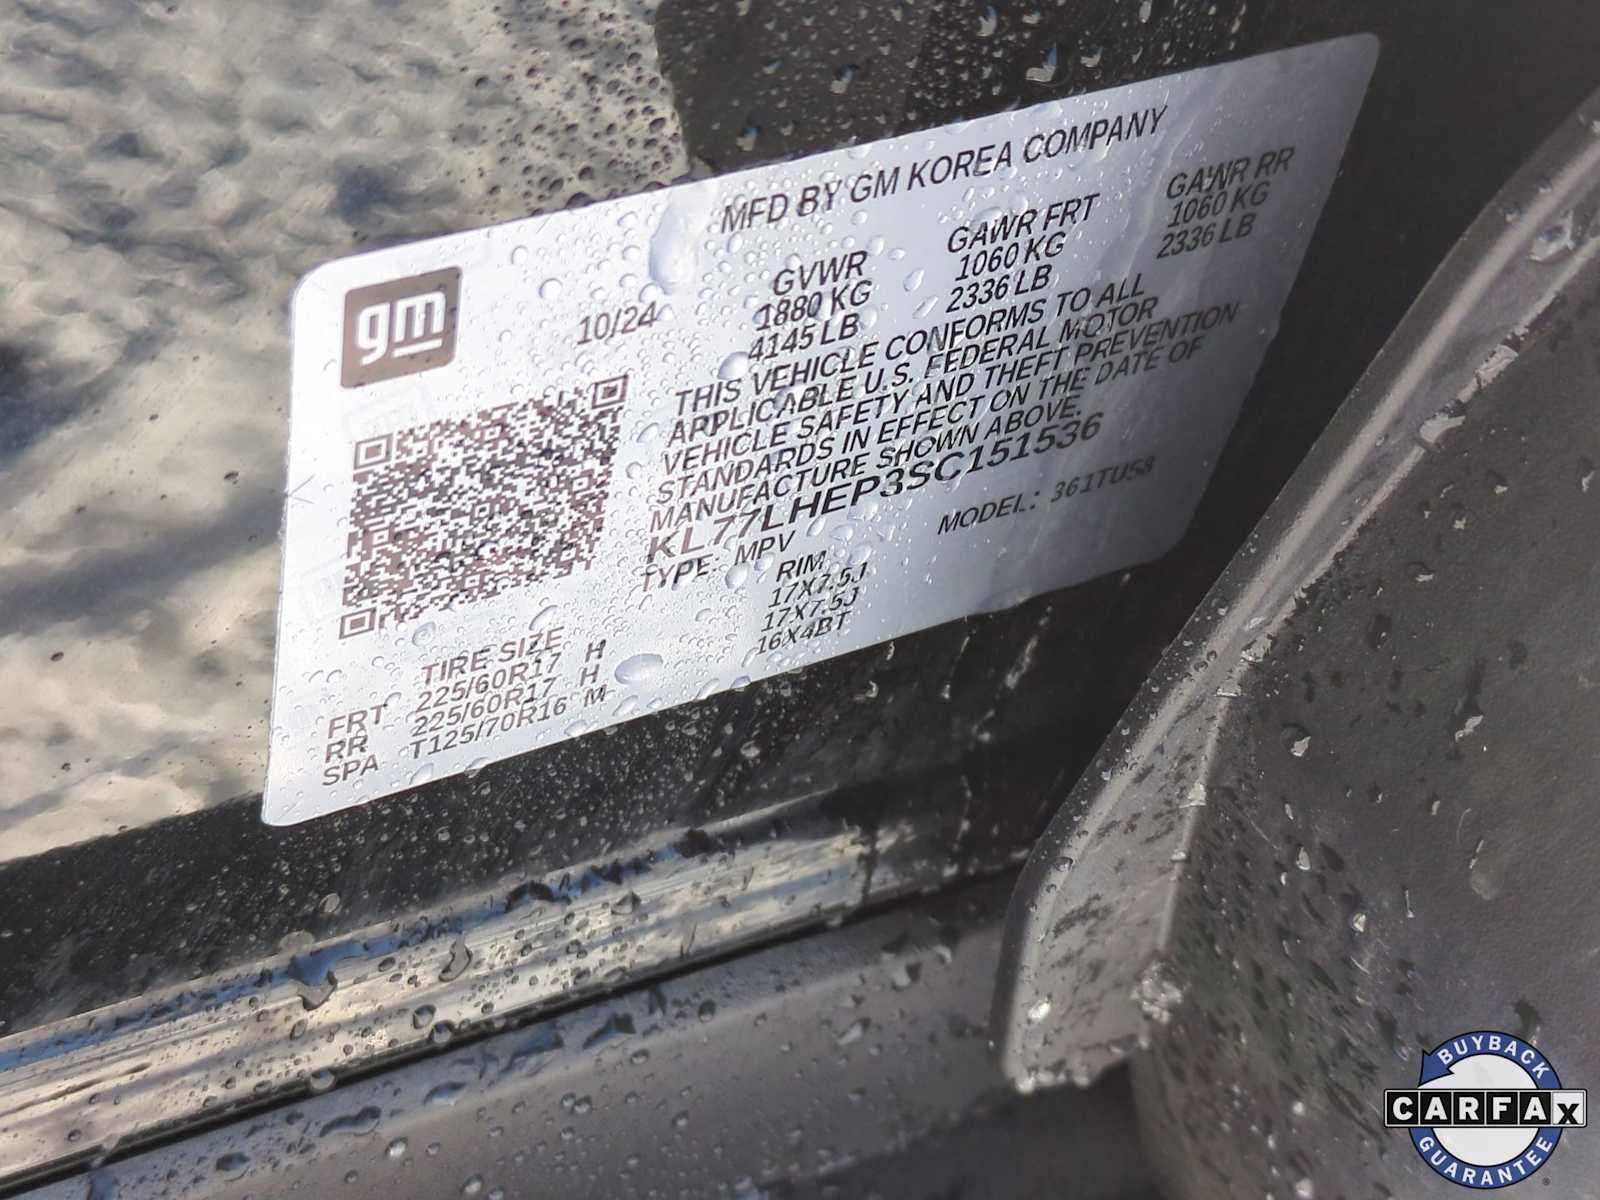 MFD BY GM KOREA COMPANY
gm
10/24
GVWR GAWR FRT GAWR RR
1880 KG 1060 KG 1060 KG
4145 LB 2336 LB 2336 LB
THIS VEHICLE CONFORMS TO ALL
APPLICABLE U.S. FEDERAL MOTOR
VEHICLE SAFETY AND THEFT PREVENTION
STANDARDS IN EFFECT ON THE DATE OF
MANUFACTURE SHOWN ABOVE.
KL77LHEP3SC151536
TYPE: MPV MODEL: 361TU58
TIRE SIZE RIM
FRT 225/60R17 H 17X7.5J
RR 225/60R17 H 17X7.5J
SPA T125/70R16 M 16X4BT
BUYBACK
CARFAX
GUARANTEE